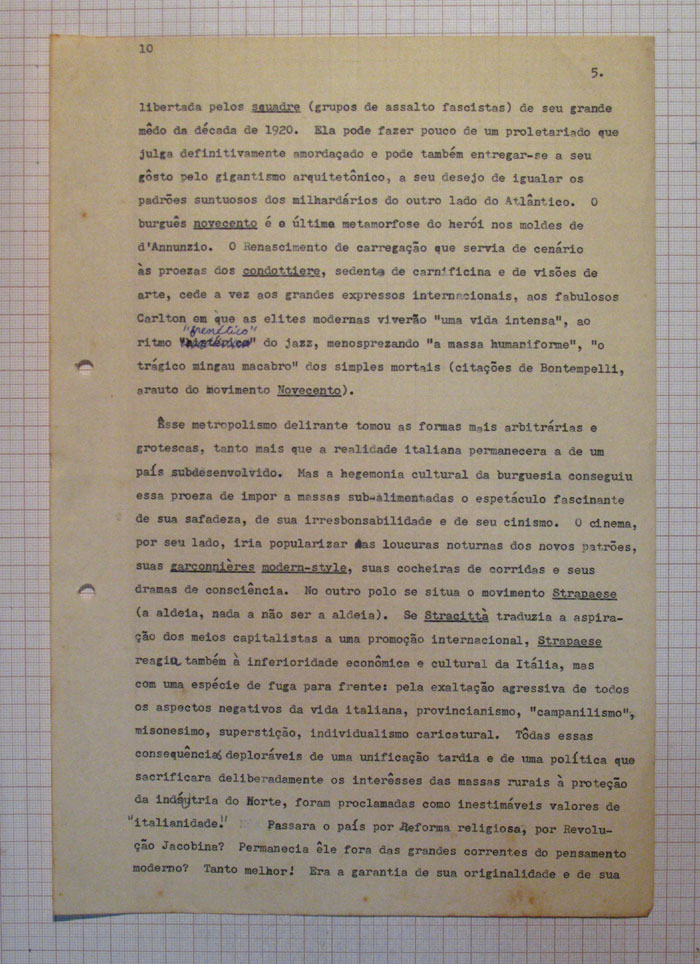 10
5.
libertada pelos squadre (grupos de assalto fascistas) de seu grande
mêdo da década de 1920. Ela pode fazer pouco de um proletariado que
julga definitivamente amordaçado e pode também entregar-se a seu
gôsto pelo gigantismo arquitetônico, a seu desejo de igualar os
padrões suntuosos dos milhardários do outro lado do Atlântico. O
burguês novecento é o última metamorfose do herói nos moldes de
d'Annunzio. O Renascimento de carregação que servia de cenário
às proezas dos condottiere, sedento de carnificina e de visões de
arte, cede a vez aos grandes expressos internacionais, aos fabulosos
Carlton em que as elites modernas viverão "uma vida intensa", ao
"frenético"
ritmo do jazz, menosprezando "a massa humaniforme", "o
trágico mingau macabro" dos simples mortais (citações de Bontempelli,
arauto do movimento Novecento).
Êsse metropolismo delirante tomou as formas mais arbitrárias e
grotescas, tanto mais que a realidade italiana permanecera a de um
país subdesenvolvido. Mas a hegemonia cultural da burguesia conseguiu
essa proeza de impor a massas sub-alimentadas o espetáculo fascinante
de sua safadeza, de sua irresbonsabilidade e de seu cinismo. O cinema,
por seu lado, iria popularizar as loucuras noturnas dos novos patrões,
suas garçonnières modern-style, suas cocheiras de corridas e seus
dramas de consciência. No outro polo se situa o movimento Strapaese
(a aldeia, nada a não ser a aldeia). Se Stracittà traduzia a aspira-
ção dos meios capitalistas a uma promoção internacional, Strapaese
reagia também à inferioridade econômica e cultural da Itália, mas
com uma espécie de fuga para frente: pela exaltação agressiva de todos
os aspectos negativos da vida italiana, provincianismo, "campanilismo",
misonesimo, superstição, individualismo caricatural. Tôdas essas
consequências deploráveis de uma unificação tardia e de uma política que
sacrificara deliberadamente os interêsses das massas rurais à proteção
da indústria do Norte, foram proclamadas como inestimáveis valores de
"italianidade". Passara o país por Reforma religiosa, por Revolu-
ção Jacobina? Permanecia êle fora das grandes correntes do pensamento
moderno? Tanto melhor! Era a garantia de sua originalidade e de sua